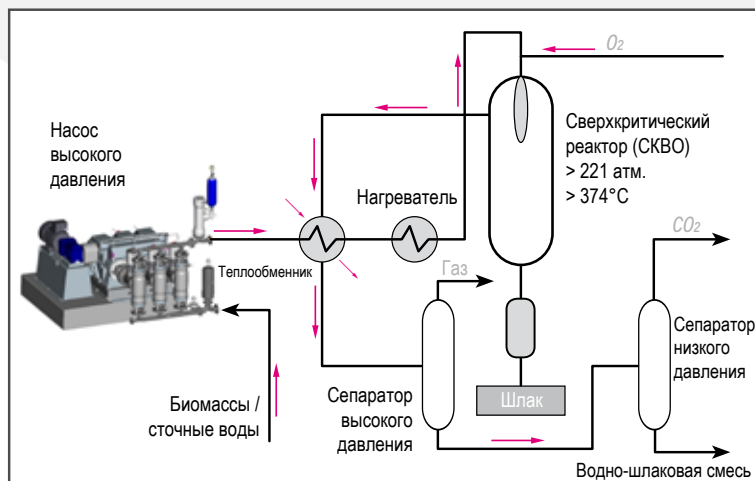 O₂
Насос
высокого
давления
Сверхкритический
реактор (СКВО)
> 221 атм.
> 374°C
Нагреватель
CO₂
Теплообменник
Газ
Сепаратор
низкого
давления
Биомассы /
сточные воды
Сепаратор
высокого
давления
Шлак
Водно-шлаковая смесь